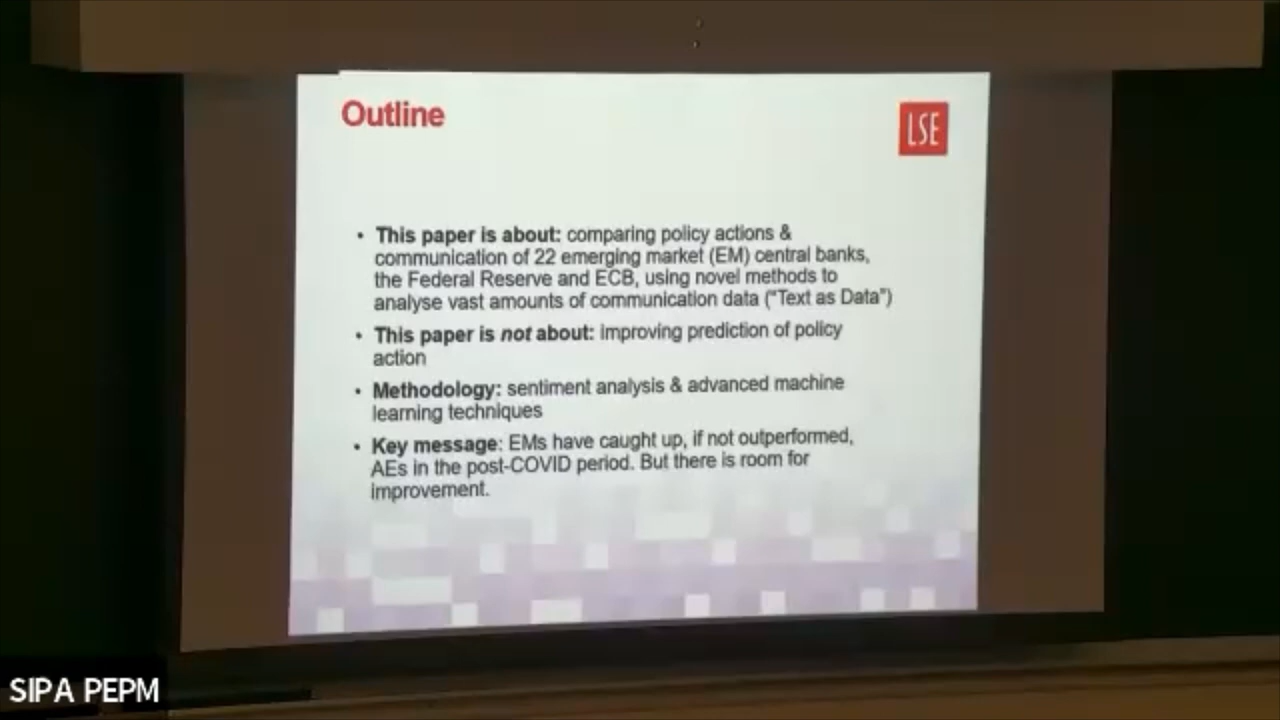 Outline
LSE
• This paper is about: comparing policy actions &
communication of 22 emerging market (EM) central banks,
the Federal Reserve and ECB, using novel methods to
analyse vast amounts of communication data ("Text as Data")
• This paper is not about: improving prediction of policy
action
• Methodology: sentiment analysis & advanced machine
learning techniques
• Key message: EMs have caught up, if not outperformed,
AEs in the post-COVID period. But there is room for
improvement.
SIPA PEPM